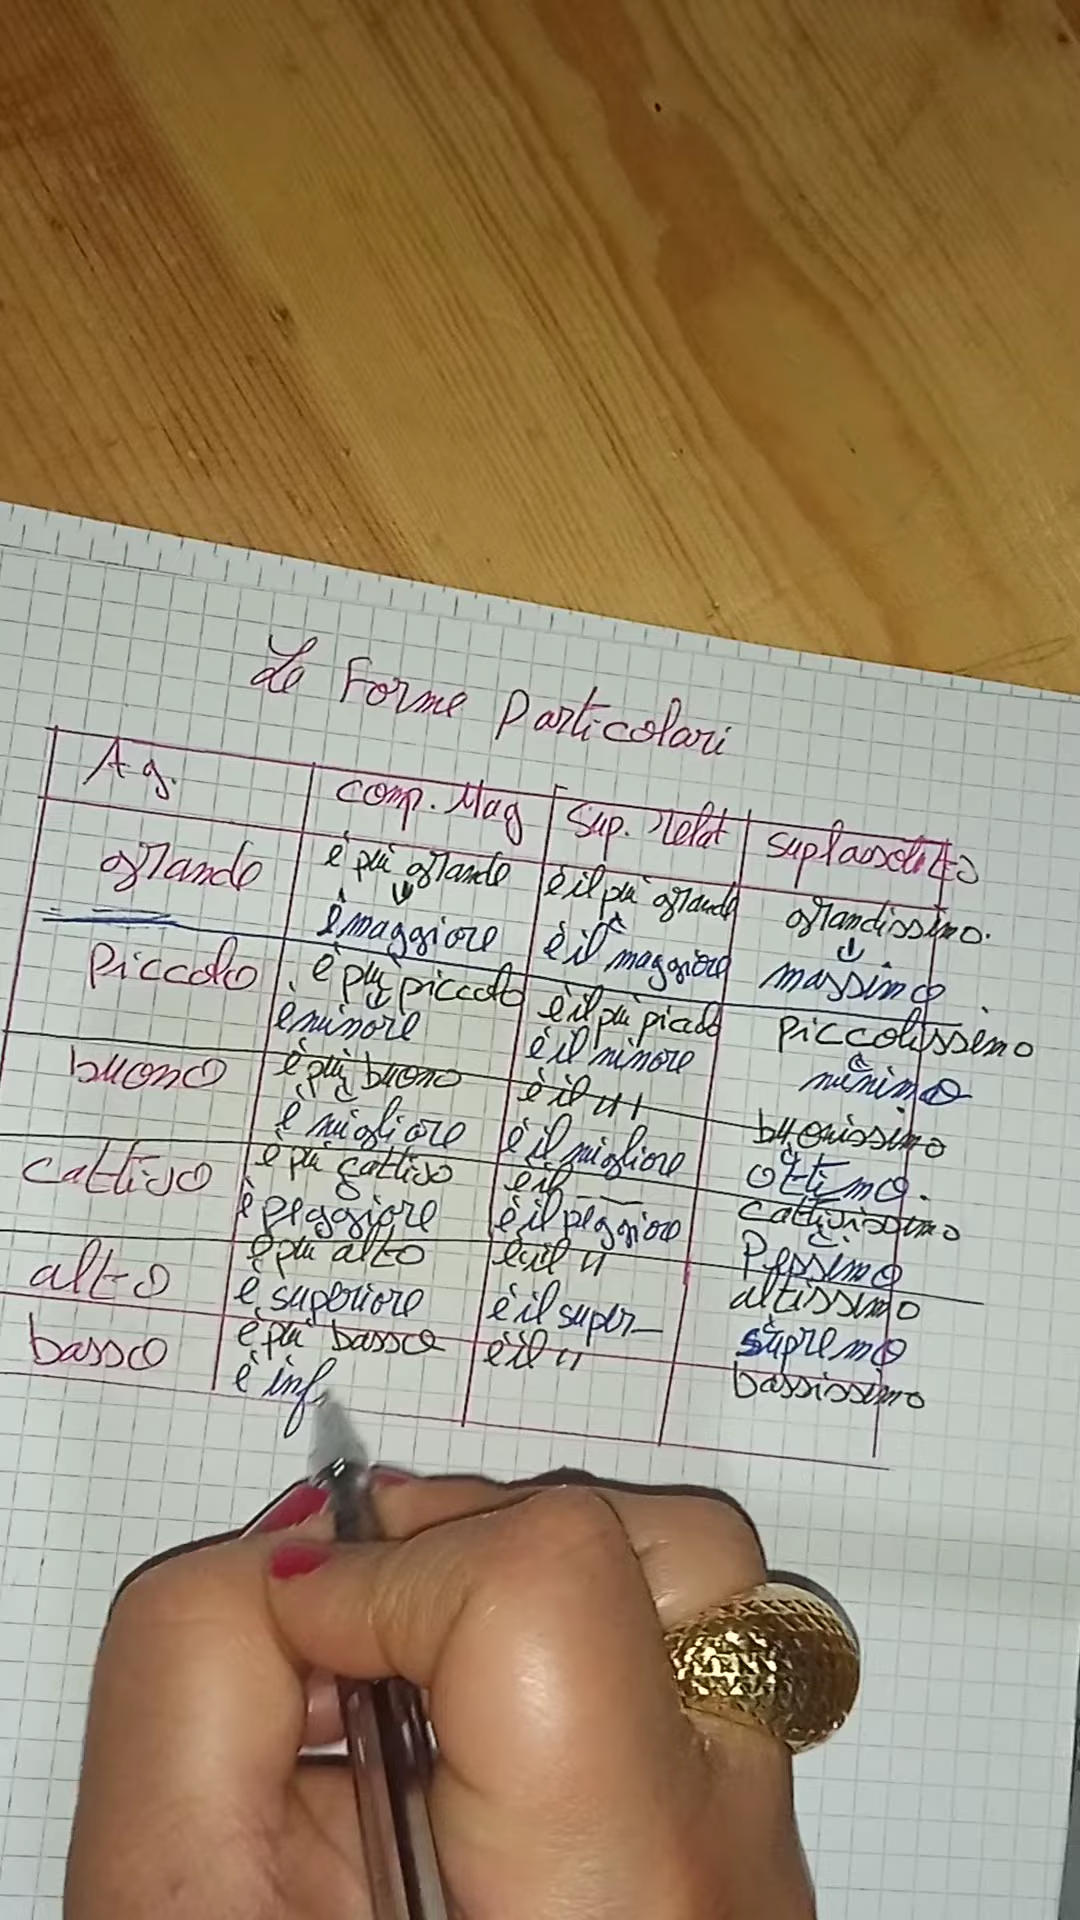 Le Forme Particolari
Ag. comp. Mag Sup. relat Suplassoluto
grande è più grande è il più grande grandissimo.
è maggiore è il maggiore massimo
Piccolo è più piccolo è il più piccolo piccolissimo
è minore è il minore minimo
buono è più buono è il " buonissimo
è migliore è il migliore ottimo.
cattivo è più cattivo è il cattivissimo
è peggiore è il peggiore Pessimo
alto è più alto è il " altissimo
è superiore è il super supremo
basso è più basso è il " bassissimo
è inf